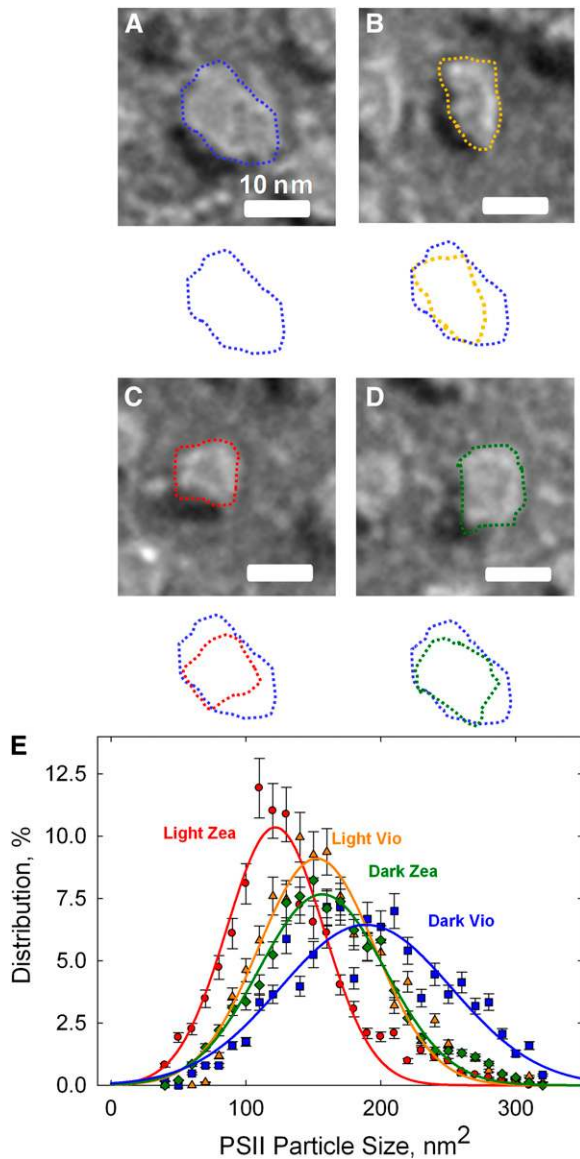 A
B
10 nm
C
D
E
12.5
10.0
7.5
5.0
2.5
0.0
Distribution, %
Light Zea
Light Vio
Dark Zea
Dark Vio
0
100
200
300
PSII Particle Size, nm²